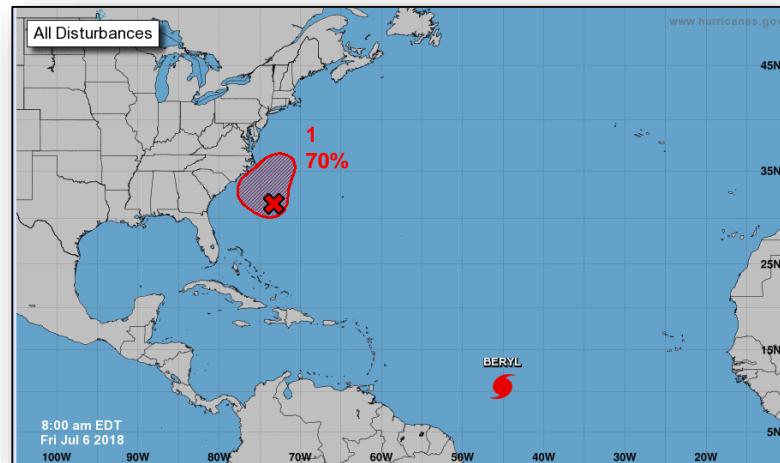 All Disturbances
www.hurricanes.gov
45N
1
70%
35N
25N
15N
BERYL
8:00 am EDT
Fri Jul 6 2018
5N
100W 90W 80W 70W 60W 50W 40W 30W 20W